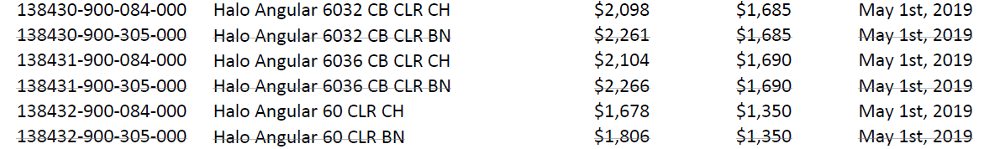 138430-900-084-000 Halo Angular 6032 CB CLR CH $2,098 $1,685 May 1st, 2019
138430-900-305-000 Halo Angular 6032 CB CLR BN $2,261 $1,685 May 1st, 2019
138431-900-084-000 Halo Angular 6036 CB CLR CH $2,104 $1,690 May 1st, 2019
138431-900-305-000 Halo Angular 6036 CB CLR BN $2,266 $1,690 May 1st, 2019
138432-900-084-000 Halo Angular 60 CLR CH $1,678 $1,350 May 1st, 2019
138432-900-305-000 Halo Angular 60 CLR BN $1,806 $1,350 May 1st, 2019